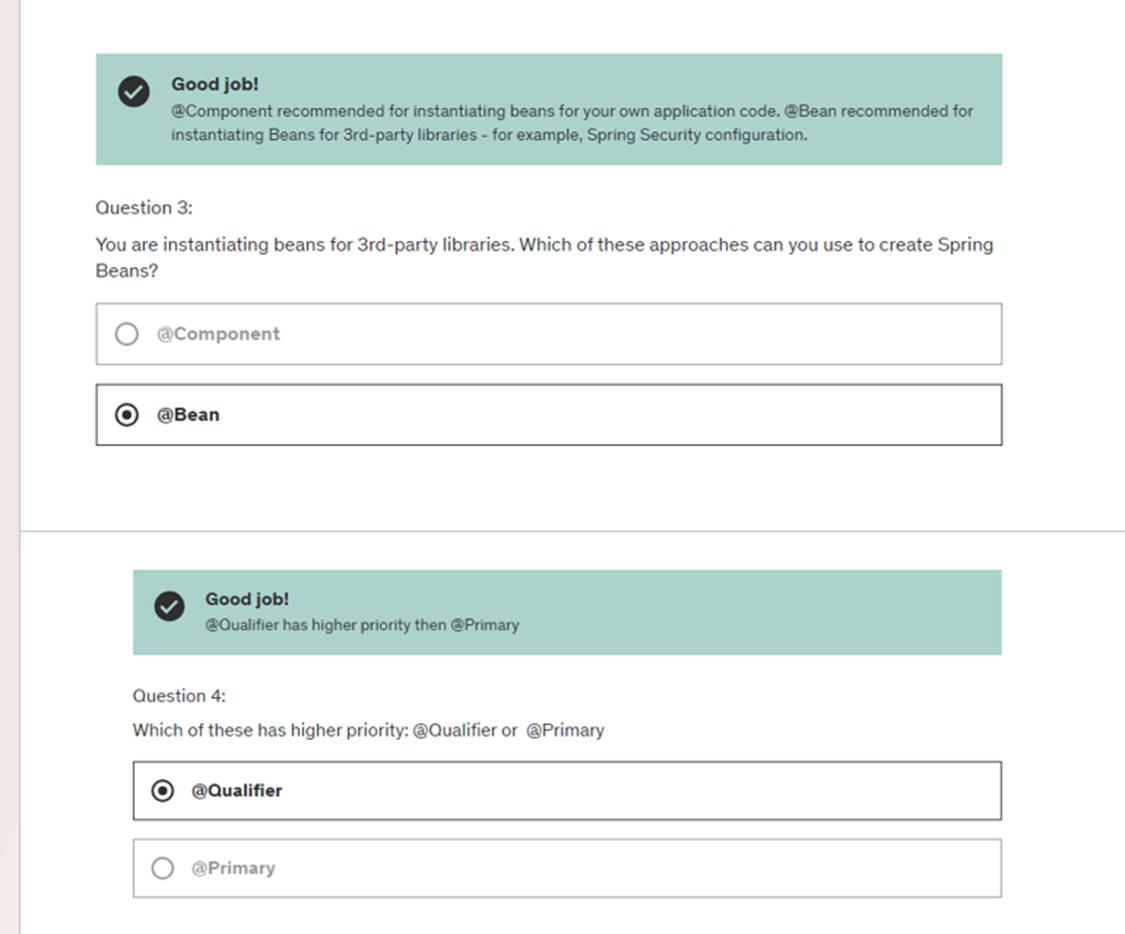 Good job!
@Component recommended for instantiating beans for your own application code. @Bean recommended for
instantiating Beans for 3rd-party libraries - for example, Spring Security configuration.
Question 3:
You are instantiating beans for 3rd-party libraries. Which of these approaches can you use to create Spring
Beans?
@Component
@Bean
Good job!
@Qualifier has higher priority then @Primary
Question 4:
Which of these has higher priority: @Qualifier or @Primary
@Qualifier
@Primary